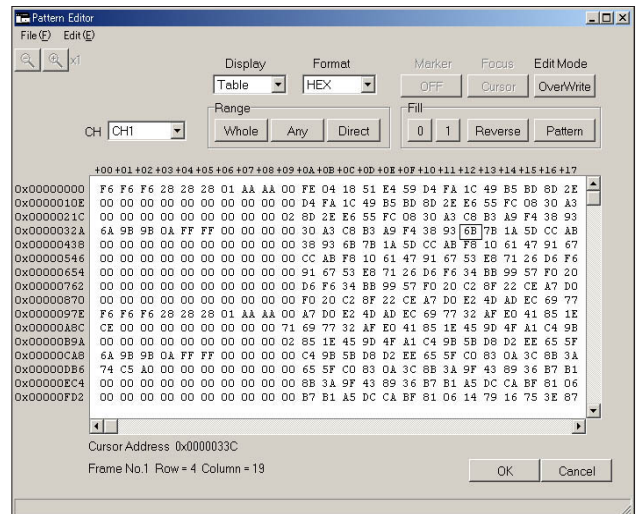 Pattern Editor
File(F) Edit(E)
x1
Display Format Marker Focus Edit Mode
Table HEX OFF Cursor OverWrite
Range Fill
CH CH1 Whole Any Direct 0 1 Reverse Pattern
+00 +01 +02 +03 +04 +05 +06 +07 +08 +09 +0A +0B +0C +0D +0E +0F +10 +11 +12 +13 +14 +15 +16 +17
0x00000000 F6 F6 F6 28 28 28 01 AA AA 00 FE 04 18 51 E4 59 D4 FA 1C 49 B5 BD 8D 2E
0x0000010E 00 00 00 00 00 00 00 00 00 00 D4 FA 1C 49 B5 BD 8D 2E E6 55 FC 08 30 A3
0x0000021C 00 00 00 00 00 00 00 00 00 02 8D 2E E6 55 FC 08 30 A3 C8 B3 A9 F4 38 93
0x0000032A 6A 9B 9B 0A FF FF 00 00 00 00 30 A3 C8 B3 A9 F4 38 93 6B 7B 1A 5D CC AB
0x00000438 00 00 00 00 00 00 00 00 00 00 38 93 6B 7B 1A 5D CC AB F8 10 61 47 91 67
0x00000546 00 00 00 00 00 00 00 00 00 00 CC AB F8 10 61 47 91 67 53 E8 71 26 D6 F6
0x00000654 00 00 00 00 00 00 00 00 00 00 91 67 53 E8 71 26 D6 F6 34 BB 99 57 F0 20
0x00000762 00 00 00 00 00 00 00 00 00 00 D6 F6 34 BB 99 57 F0 20 C2 8F 22 CE A7 D0
0x00000870 00 00 00 00 00 00 00 00 00 00 F0 20 C2 8F 22 CE A7 D0 E2 4D AD EC 69 77
0x0000097E F6 F6 F6 28 28 28 01 AA AA 00 A7 D0 E2 4D AD EC 69 77 32 AF E0 41 85 1E
0x00000A8C CE 00 00 00 00 00 00 00 00 71 69 77 32 AF E0 41 85 1E 45 9D 4F A1 C4 9B
0x00000B9A 00 00 00 00 00 00 00 00 00 02 85 1E 45 9D 4F A1 C4 9B 5B D8 D2 EE 65 5F
0x00000CA8 6A 9B 9B 0A FF FF 00 00 00 00 C4 9B 5B D8 D2 EE 65 5F C0 83 0A 3C 8B 3A
0x00000DB6 74 C5 A0 00 00 00 00 00 00 00 65 5F C0 83 0A 3C 8B 3A 9F 43 89 36 B7 B1
0x00000EC4 00 00 00 00 00 00 00 00 00 00 8B 3A 9F 43 89 36 B7 B1 A5 DC CA BF 81 06
0x00000FD2 00 00 00 00 00 00 00 00 00 00 B7 B1 A5 DC CA BF 81 06 14 79 16 75 3E 87
Cursor Address 0x0000033C
Frame No.1 Row = 4 Column = 19
OK Cancel